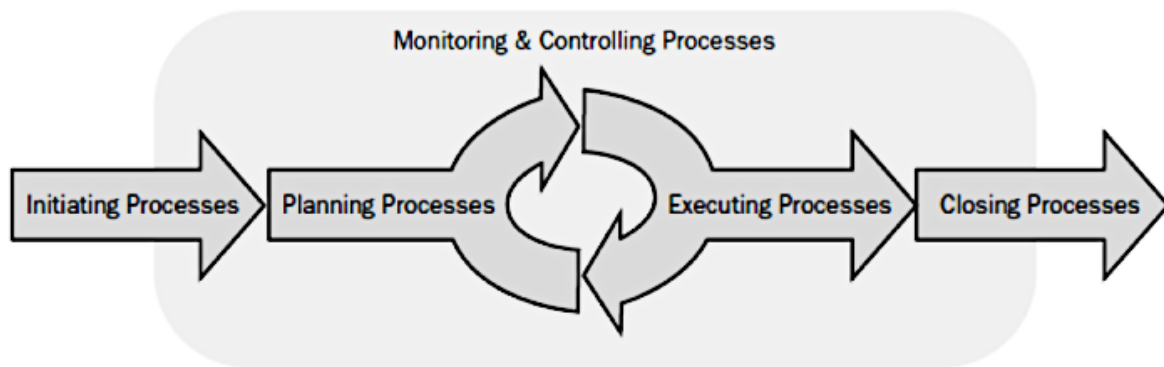 Monitoring & Controlling Processes
Initiating Processes
Planning Processes
Executing Processes
Closing Processes